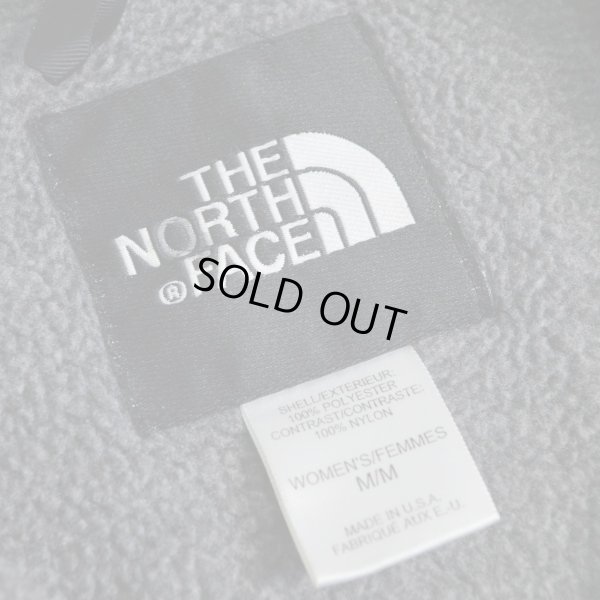 THE
NORTH
FACE
®
SOLD OUT
SHELL/EXTERIEUR:
100% POLYESTER
CONTRAST/CONTRASTE:
100% NYLON
WOMEN'S/FEMMES
M/M
MADE IN U.S.A.
FABRIQUE AUX E.-U.